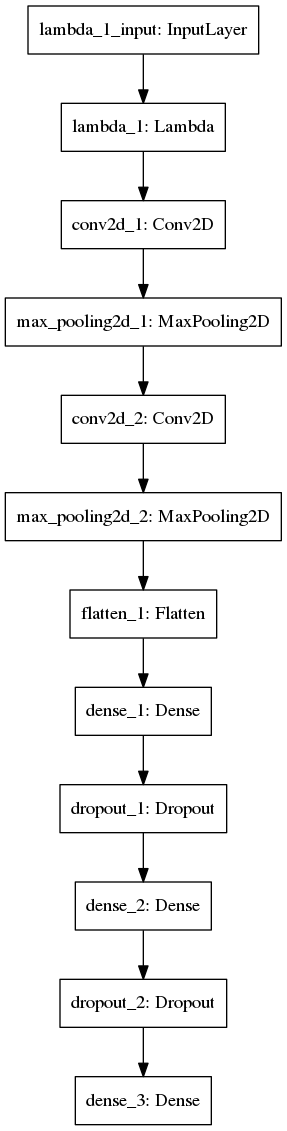 lambda_1_input: InputLayer
lambda_1: Lambda
conv2d_1: Conv2D
max_pooling2d_1: MaxPooling2D
conv2d_2: Conv2D
max_pooling2d_2: MaxPooling2D
flatten_1: Flatten
dense_1: Dense
dropout_1: Dropout
dense_2: Dense
dropout_2: Dropout
dense_3: Dense